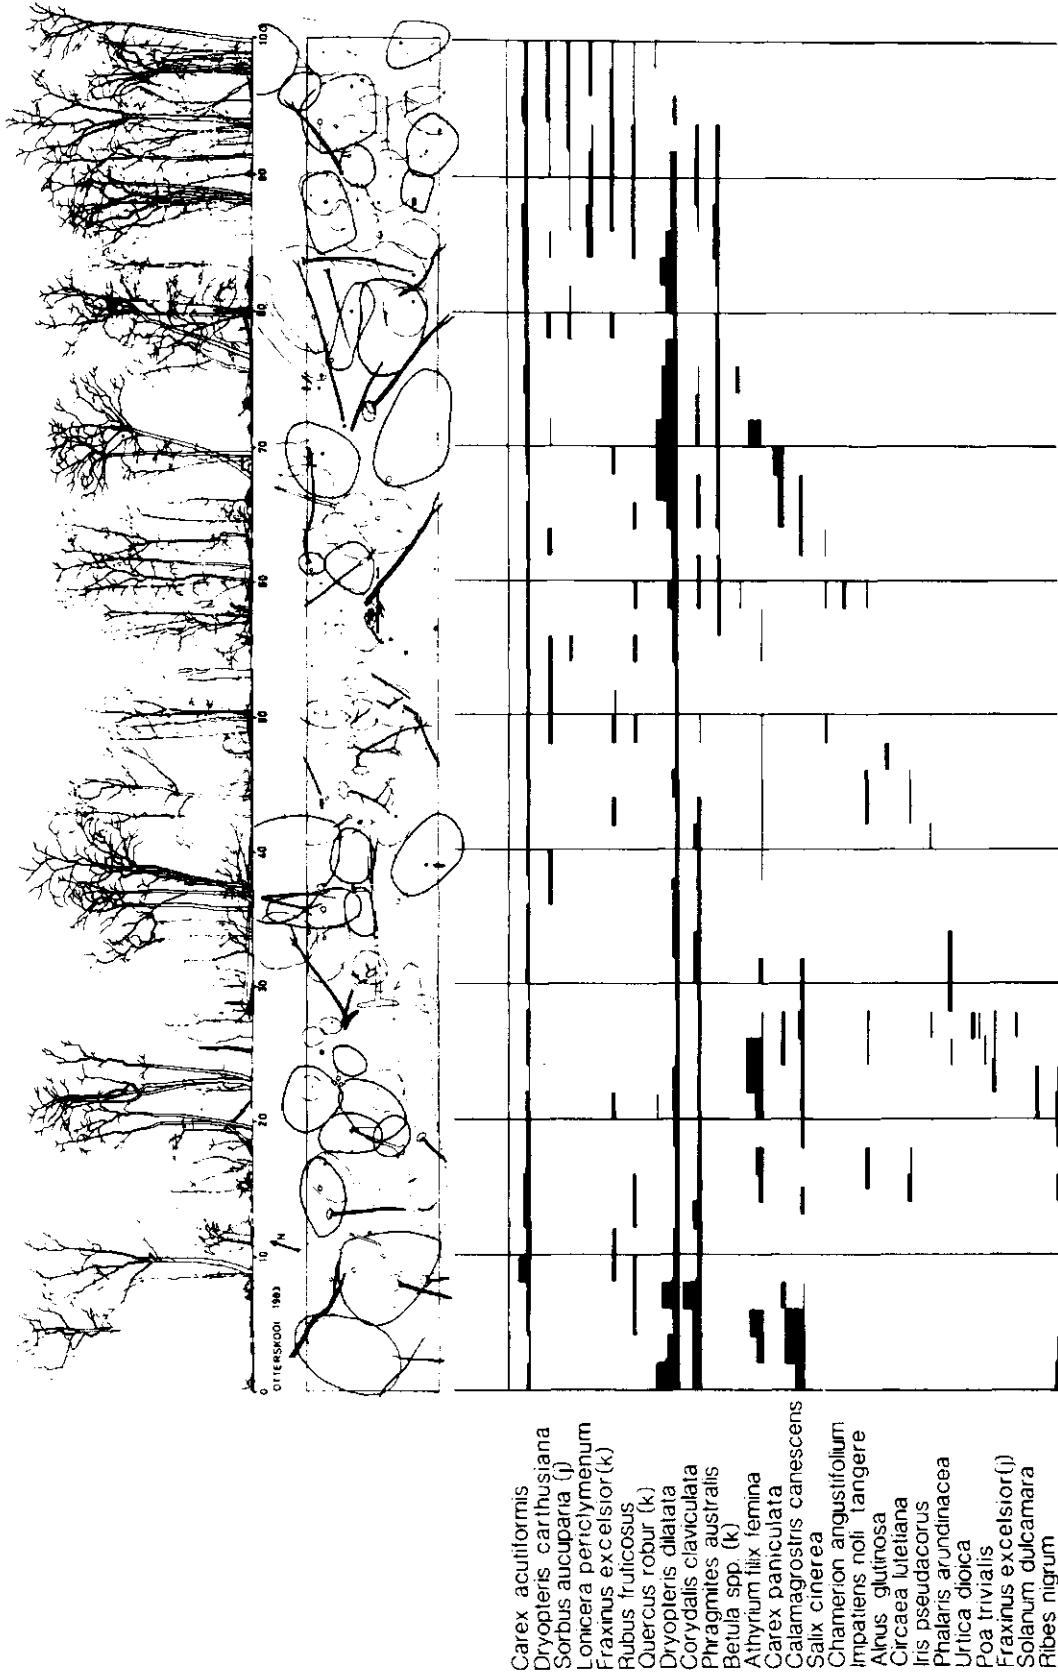 100
90
80
70
60
50
40
30
20
10
0
N
OTTERSKOOI 1983
Carex acutiformis
Dryopteris carthusiana
Sorbus aucuparia (j)
Lonicera periclymenum
Fraxinus excelsior (k)
Rubus fruticosus
Quercus robur (k)
Dryopteris dilatata
Corydalis claviculata
Phragmites australis
Betula spp. (k)
Athyrium filix femina
Carex paniculata
Calamagrostris canescens
Salix cinerea
Chamerion angustifolium
Impatiens noli tangere
Alnus glutinosa
Circaea lutetiana
Iris pseudacorus
Phalaris arundinacea
Urtica dioica
Poa trivialis
Fraxinus excelsior (j)
Solanum dulcamara
Ribes nigrum